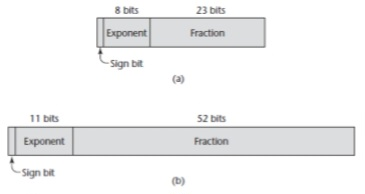 8 bits 23 bits
Exponent Fraction
Sign bit
(a)
11 bits 52 bits
Exponent Fraction
Sign bit
(b)